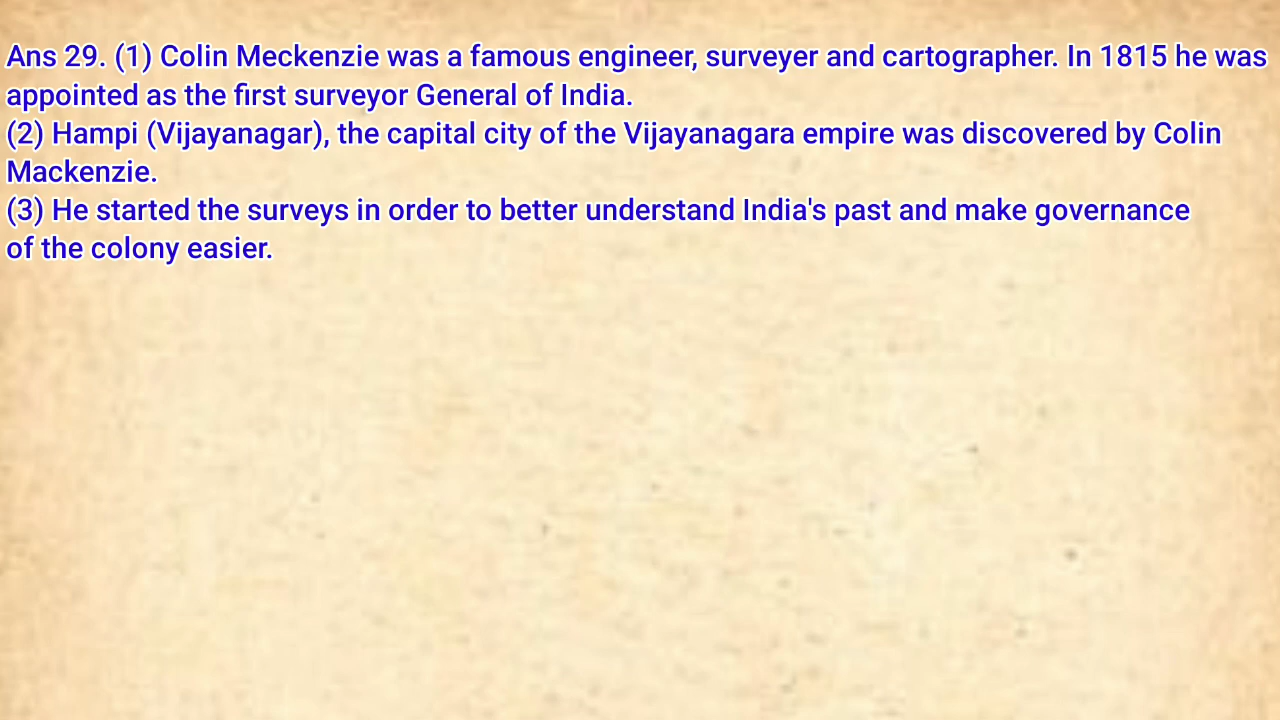 Ans 29. (1) Colin Meckenzie was a famous engineer, surveyer and cartographer. In 1815 he was
appointed as the first surveyor General of India.
(2) Hampi (Vijayanagar), the capital city of the Vijayanagara empire was discovered by Colin
Mackenzie.
(3) He started the surveys in order to better understand India's past and make governance
of the colony easier.